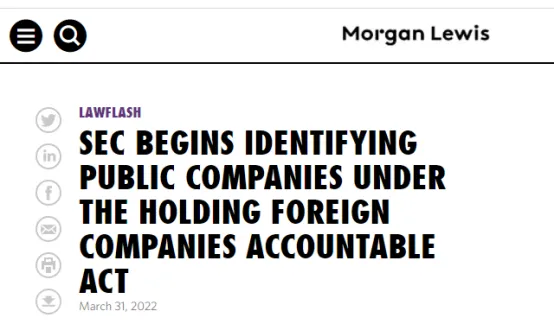 Morgan Lewis
LAWFLASH
SEC BEGINS IDENTIFYING
PUBLIC COMPANIES UNDER
THE HOLDING FOREIGN
COMPANIES ACCOUNTABLE
ACT
March 31, 2022